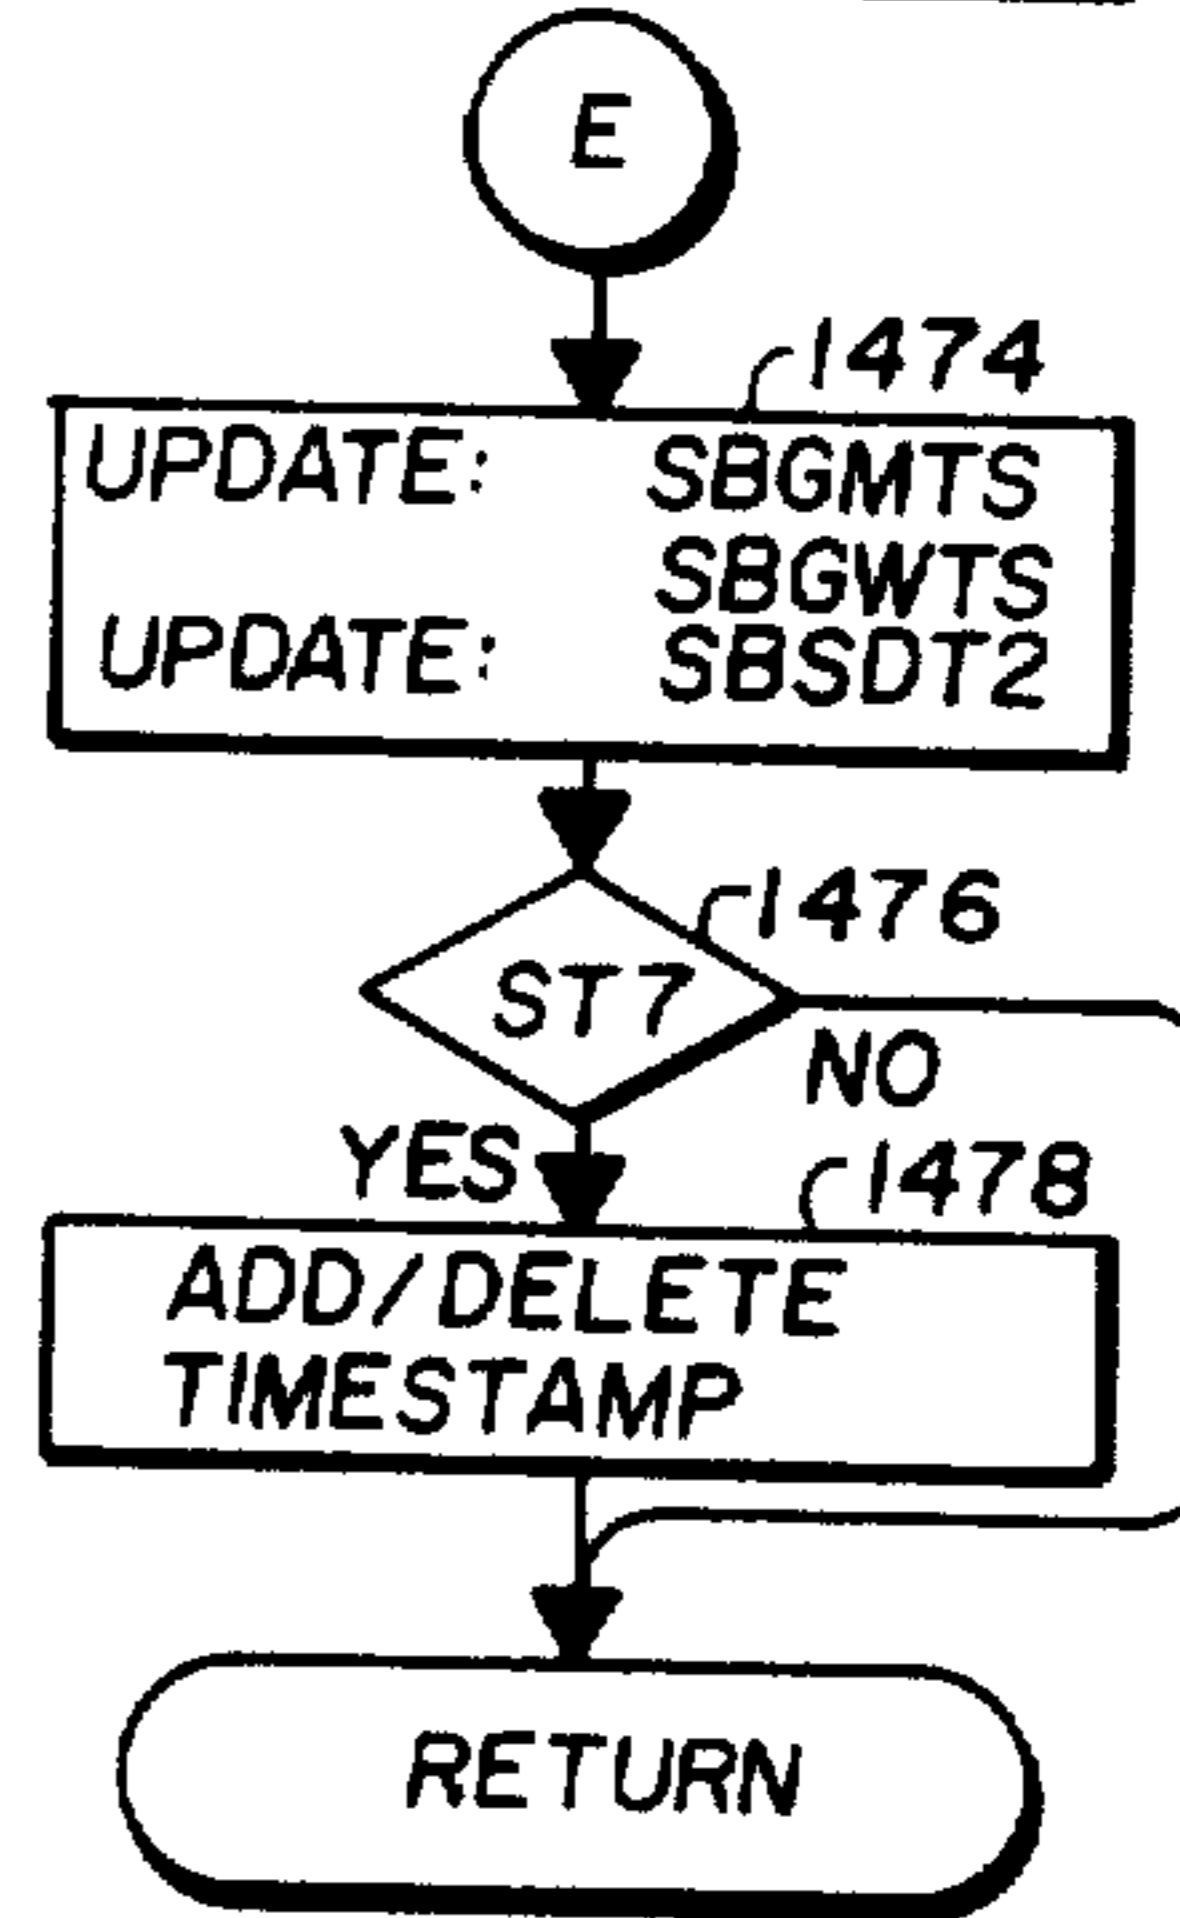 E
1474
UPDATE: SBGMTS
SBGWTS
UPDATE: SBSDT2
1476
ST7
NO
YES
1478
ADD/DELETE
TIMESTAMP
RETURN